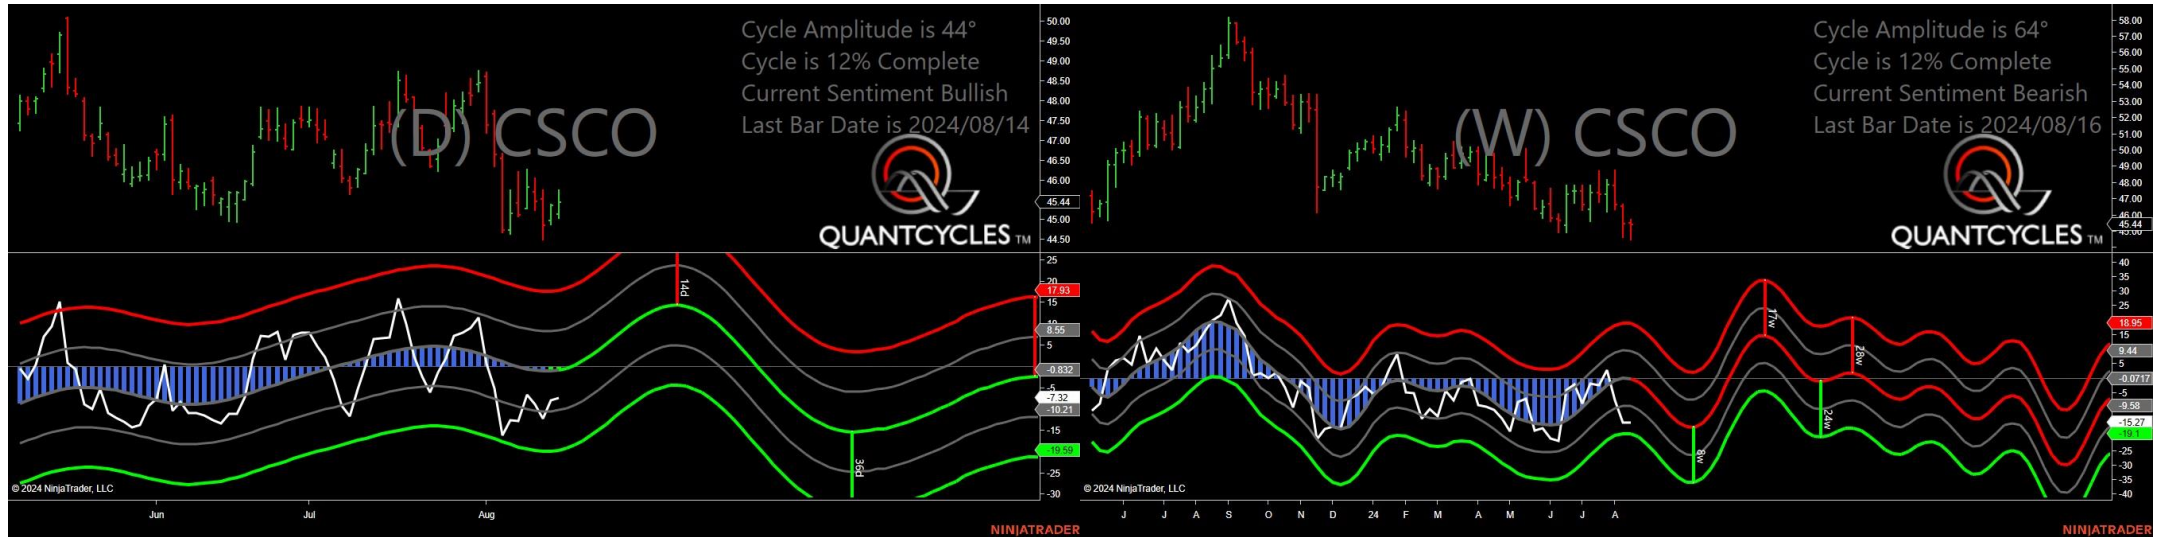 Cycle Amplitude is 44°
Cycle is 12% Complete
Current Sentiment Bullish
Last Bar Date is 2024/08/14
(D) CSCO
QUANTCYCLES TM
50.00
49.50
49.00
48.50
48.00
47.50
47.00
46.50
46.00
45.44
45.00
44.50
14d
36d
25
20
17.93
15
8.55
5
-0.832
-5
-7.32
-10.21
-15
-19.59
-25
-30
© 2024 NinjaTrader, LLC
Jun
Jul
Aug
NINJATRADER
Cycle Amplitude is 64°
Cycle is 12% Complete
Current Sentiment Bearish
Last Bar Date is 2024/08/16
(W) CSCO
QUANTCYCLES TM
58.00
57.00
56.00
55.00
54.00
53.00
52.00
51.00
50.00
49.00
48.00
47.00
46.00
45.44
45.00
8w
17w
24w
28w
40
35
30
25
18.95
15
9.44
5
-0.0717
-5
-9.58
-15.27
-19.1
-25
-30
-35
-40
© 2024 NinjaTrader, LLC
J
J
A
S
O
N
D
24
F
M
A
M
J
J
A
NINJATRADER